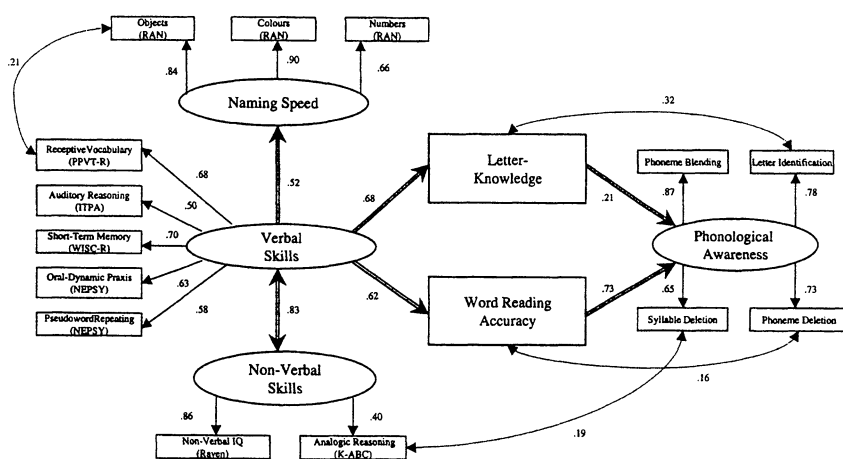 Objects
(RAN)
Colours
(RAN)
Numbers
(RAN)
.21
.84
.90
.66
Naming Speed
.32
ReceptiveVocabulary
(PPVT-R)
Letter-
Knowledge
Phoneme Blending
Letter Identification
.68
.52
.68
.21
.87
.78
Auditory Reasoning
(ITPA)
.50
Short-Term Memory
(WISC-R)
.70
Verbal
Skills
Phonological
Awareness
Oral-Dynamic Praxis
(NEPSY)
.63
.62
.73
.65
.73
PseudowordRepeating
(NEPSY)
.58
.83
Word Reading
Accuracy
Syllable Deletion
Phoneme Deletion
Non-Verbal
Skills
.16
.86
.40
.19
Non-Verbal IQ
(Raven)
Analogic Reasoning
(K-ABC)